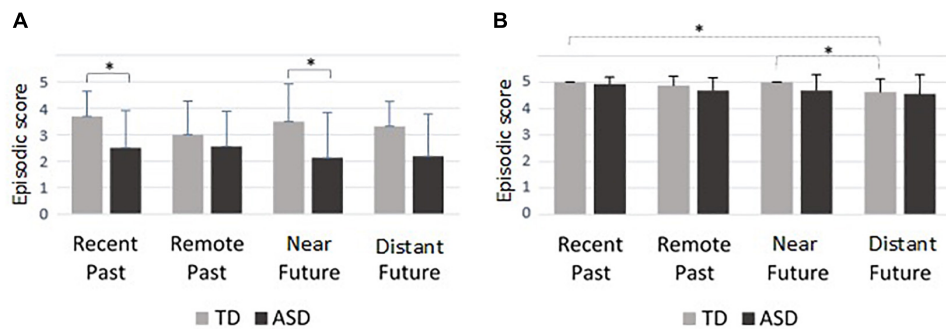 A
Episodic score
5
4
3
2
1
0
*
*
Recent
Past
Remote
Past
Near
Future
Distant
Future
TD ASD
B
Episodic score
5
4
3
2
1
0
*
*
Recent
Past
Remote
Past
Near
Future
Distant
Future
TD ASD